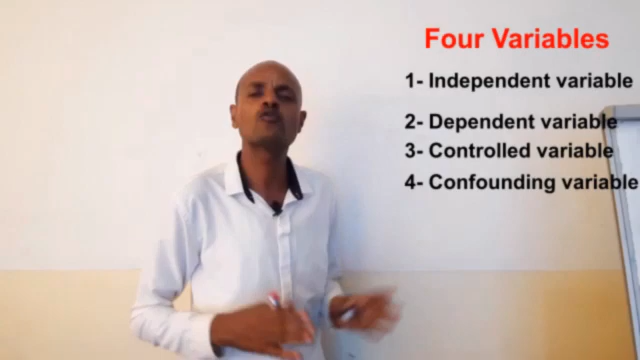 Four Variables
1- Independent variable
2- Dependent variable
3- Controlled variable
4- Confounding variable